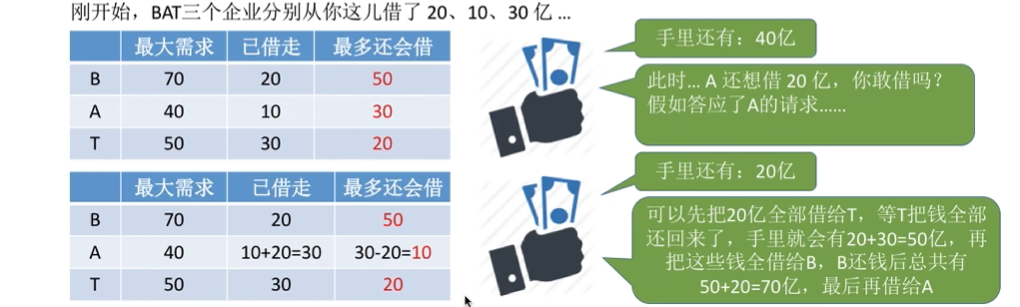 刚开始，BAT三个企业分别从你这儿借了 20、10、30 亿 ...
最大需求 已借走 最多还会借
B 70 20 50
A 40 10 30
T 50 30 20
手里还有：40亿
此时... A 还想借 20 亿，你敢借吗？
假如答应了A的请求......
最大需求 已借走 最多还会借
B 70 20 50
A 40 10+20=30 30-20=10
T 50 30 20
手里还有：20亿
可以先把20亿全部借给T，等T把钱全部
还回来了，手里就会有20+30=50亿，再
把这些钱全借给B，B还钱后总共有
50+20=70亿，最后再借给A